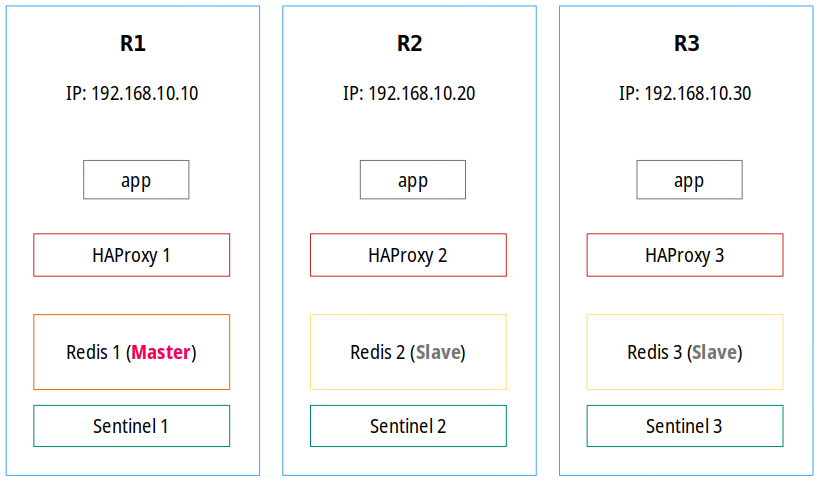 R1
IP: 192.168.10.10
app
HAProxy 1
Redis 1 (Master)
Sentinel 1
R2
IP: 192.168.10.20
app
HAProxy 2
Redis 2 (Slave)
Sentinel 2
R3
IP: 192.168.10.30
app
HAProxy 3
Redis 3 (Slave)
Sentinel 3